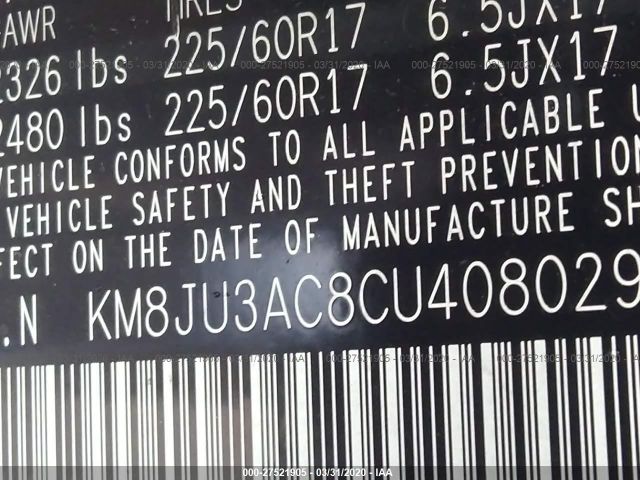 GAWR TIRES
2326 lbs 225/60R17 6.5JX17
2480 lbs 225/60R17 6.5JX17
VEHICLE CONFORMS TO ALL APPLICABLE
VEHICLE SAFETY AND THEFT PREVENTION
FECT ON THE DATE OF MANUFACTURE SH
.N KM8JU3AC8CU408029
000-27521905 - 03/31/2020 - IAA